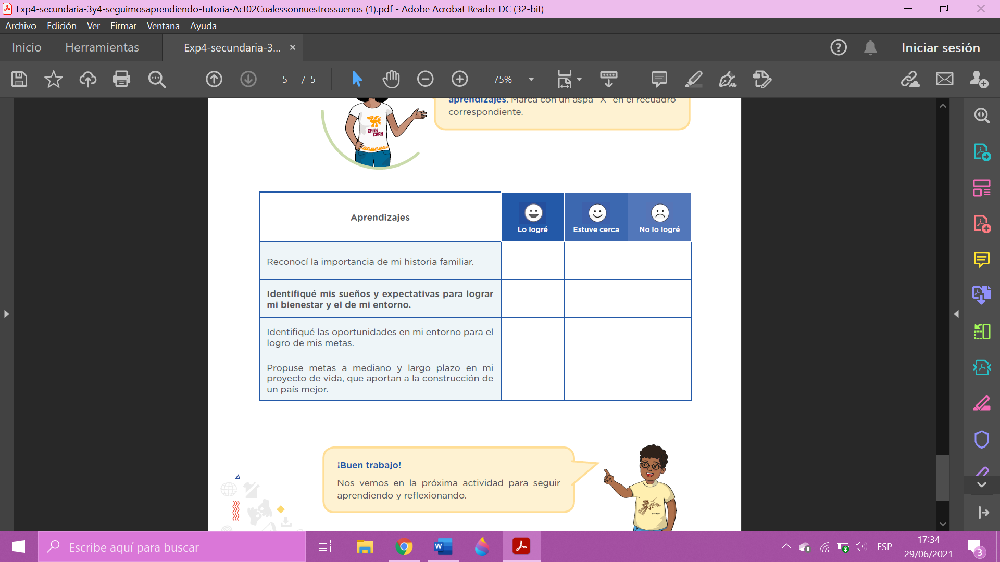 Exp4-secundaria-3y4-seguimosaprendiendo-tutoria-Act02Cualessonnuestrossuenos (1).pdf - Adobe Acrobat Reader DC (32-bit)
Archivo Edición Ver Firmar Ventana Ayuda
Inicio Herramientas Exp4-secundaria-3... × Iniciar sesión
5 / 5 75%
aprendizajes. Marca con un aspa "X" en el recuadro
correspondiente.
CHAN
CHAN
Aprendizajes Lo logré Estuve cerca No lo logré
Reconocí la importancia de mi historia familiar.
Identifiqué mis sueños y expectativas para lograr
mi bienestar y el de mi entorno.
Identifiqué las oportunidades en mi entorno para el
logro de mis metas.
Propuse metas a mediano y largo plazo en mi
proyecto de vida, que aportan a la construcción de
un país mejor.
¡Buen trabajo!
Nos vemos en la próxima actividad para seguir
aprendiendo y reflexionando.
Escribe aquí para buscar
ESP
17:34
29/06/2021
3